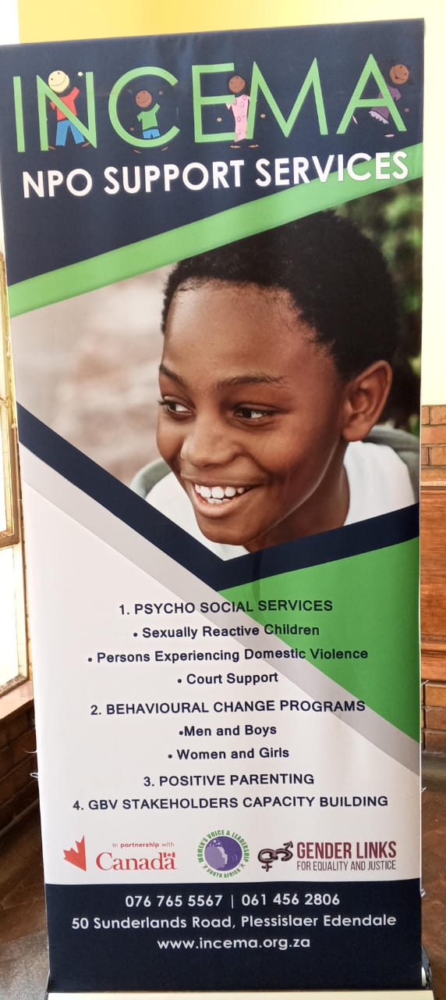 INCEMA
NPO SUPPORT SERVICES
1. PSYCHO SOCIAL SERVICES
• Sexually Reactive Children
• Persons Experiencing Domestic Violence
• Court Support
2. BEHAVIOURAL CHANGE PROGRAMS
•Men and Boys
• Women and Girls
3. POSITIVE PARENTING
4. GBV STAKEHOLDERS CAPACITY BUILDING
in partnership with
Canada
WOMEN'S VOICE & LEADERSHIP
SOUTH AFRICA
GENDER LINKS
FOR EQUALITY AND JUSTICE
076 765 5567 | 061 456 2806
50 Sunderlands Road, Plessislaer Edendale
www.incema.org.za